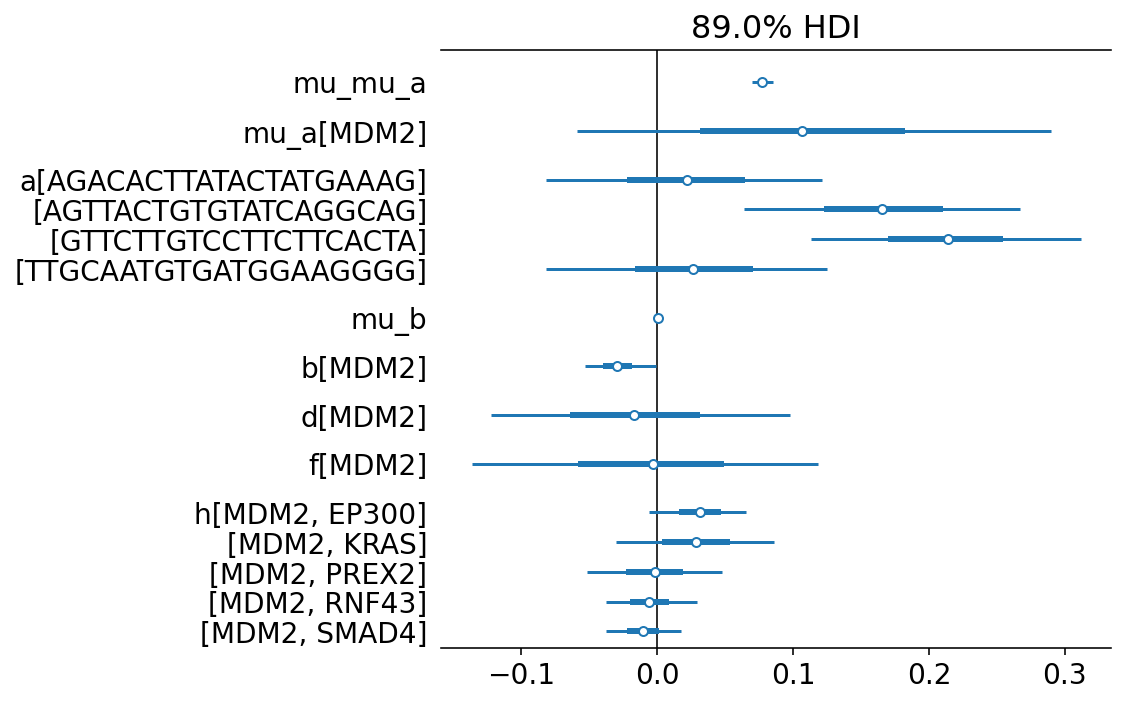 89.0% HDI
mu_mu_a
mu_a[MDM2]
a[AGACACTTATACTATGAAAG]
[AGTTACTGTGTATCAGGCAG]
[GTTCTTGTCCTTCTTCACTA]
[TTGCAATGTGATGGAAGGGG]
mu_b
b[MDM2]
d[MDM2]
f[MDM2]
h[MDM2, EP300]
[MDM2, KRAS]
[MDM2, PREX2]
[MDM2, RNF43]
[MDM2, SMAD4]
−0.1 0.0 0.1 0.2 0.3